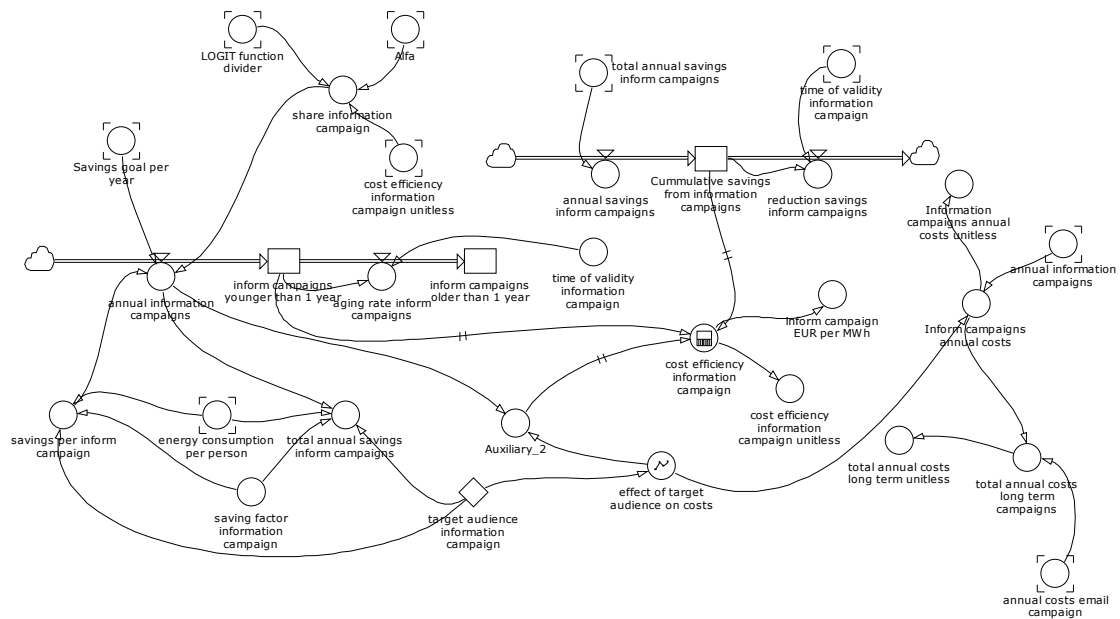 LOGIT function
divider
Alfa
share information
campaign
Savings goal per
year
cost efficiency
information
campaign unitless
total annual savings
inform campaigns
time of validity
information
campaign
annual savings
inform campaigns
Cummulative savings
from information
campaigns
reduction savings
inform campaigns
Information
campaigns annual
costs unitless
annual information
campaigns
annual information
campaigns
inform campaigns
younger than 1 year
aging rate inform
campaigns
inform campaigns
older than 1 year
time of validity
information
campaign
inform campaign
EUR per MWh
Inform campaigns
annual costs
cost efficiency
information
campaign
cost efficiency
information
campaign unitless
savings per inform
campaign
energy consumption
per person
total annual savings
inform campaigns
Auxiliary_2
total annual costs
long term unitless
total annual costs
long term
campaigns
saving factor
information
campaign
target audience
information
campaign
effect of target
audience on costs
annual costs email
campaign